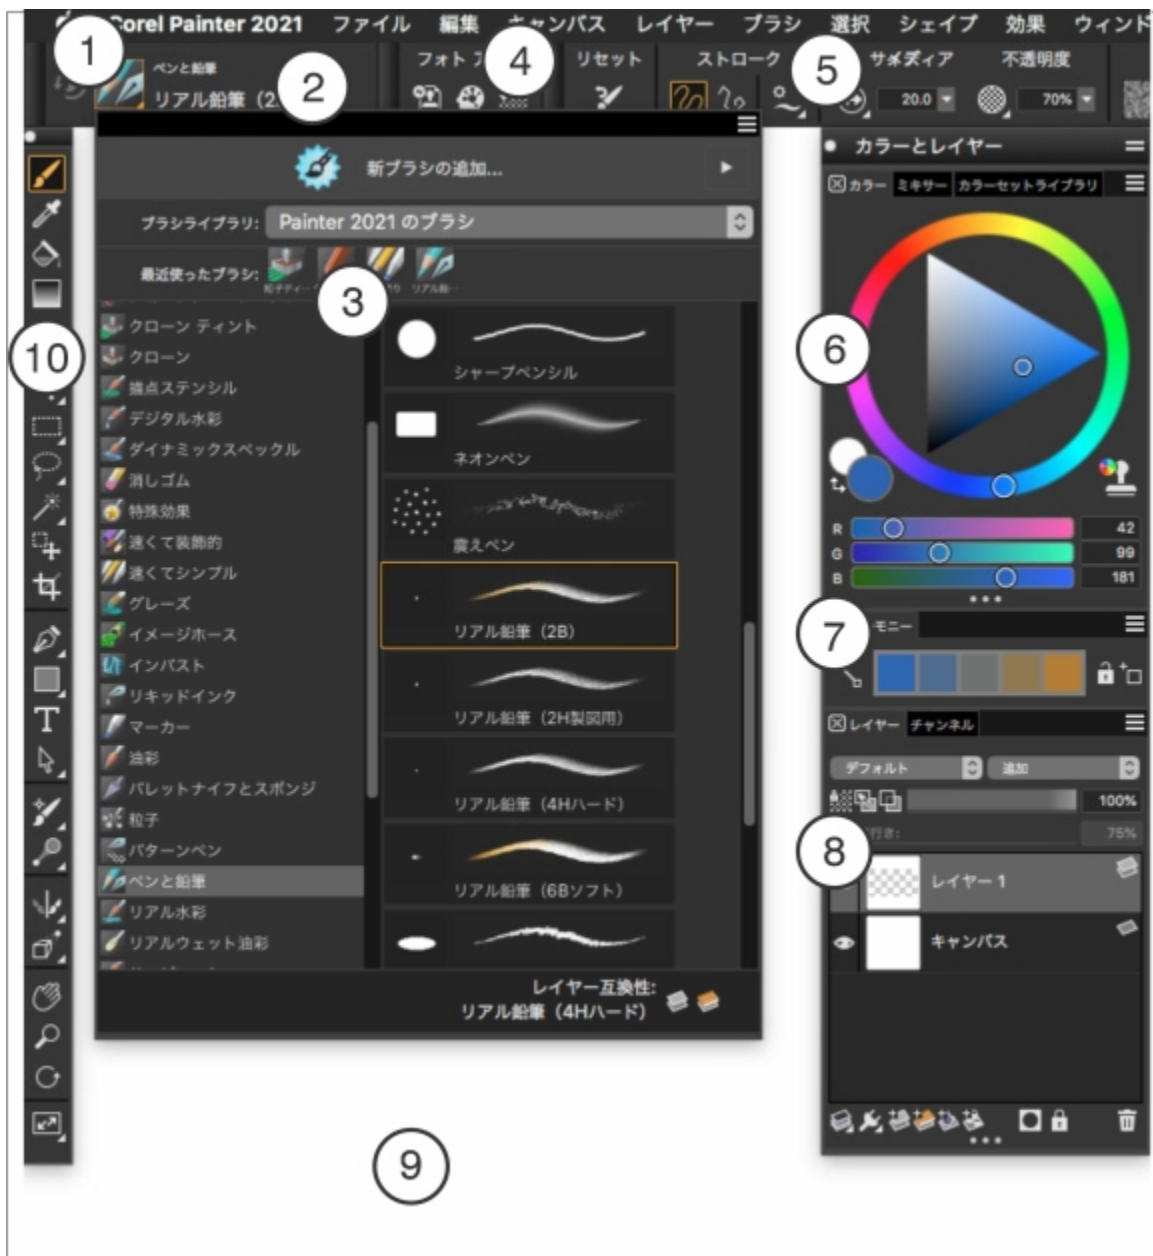 Corel Painter 2021 ファイル 編集 キャンバス レイヤー ブラシ 選択 シェイプ 効果 ウィンド
1
2
4
5
ペンと鉛筆
リアル鉛筆
フォト
リセット
ストローク
不透明度
20.0
70%
新ブラシの追加...
ブラシライブラリ: Painter 2021 のブラシ
最近使ったブラシ:
3
10
クローン ティント
クローン
描点ステンシル
デジタル水彩
ダイナミックスペックル
消しゴム
特殊効果
速くて装飾的
速くてシンプル
グレーズ
イメージホース
インパスト
リキッドインク
マーカー
油彩
パレットナイフとスポンジ
粒子
パターンペン
ペンと鉛筆
リアル水彩
リアルウェット油彩
シャープペンシル
ネオンペン
震えペン
リアル鉛筆（2B）
リアル鉛筆（2H製図用）
リアル鉛筆（4Hハード）
リアル鉛筆（6Bソフト）
レイヤー互換性:
リアル鉛筆（4Hハード）
カラーとレイヤー
カラー ミキサー カラーセットライブラリ
6
R 42
G 99
B 181
7
モニー
レイヤー チャンネル
デフォルト 追加
100%
行き: 75%
8
レイヤー 1
キャンバス
9
T